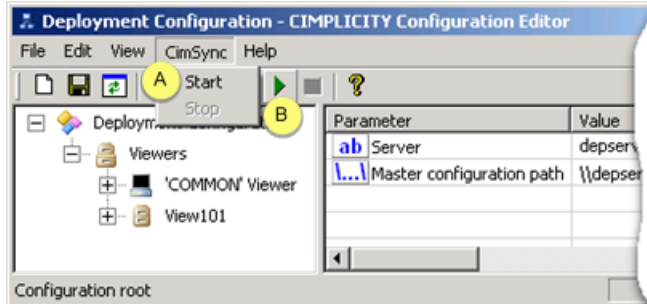 Deployment Configuration - CIMPLICITY Configuration Editor
File Edit View CimSync Help
A Start
Stop
B
Parameter Value
Viewers
ab Server depserv
\...\ Master configuration path \\depser
'COMMON' Viewer
View101
Configuration root